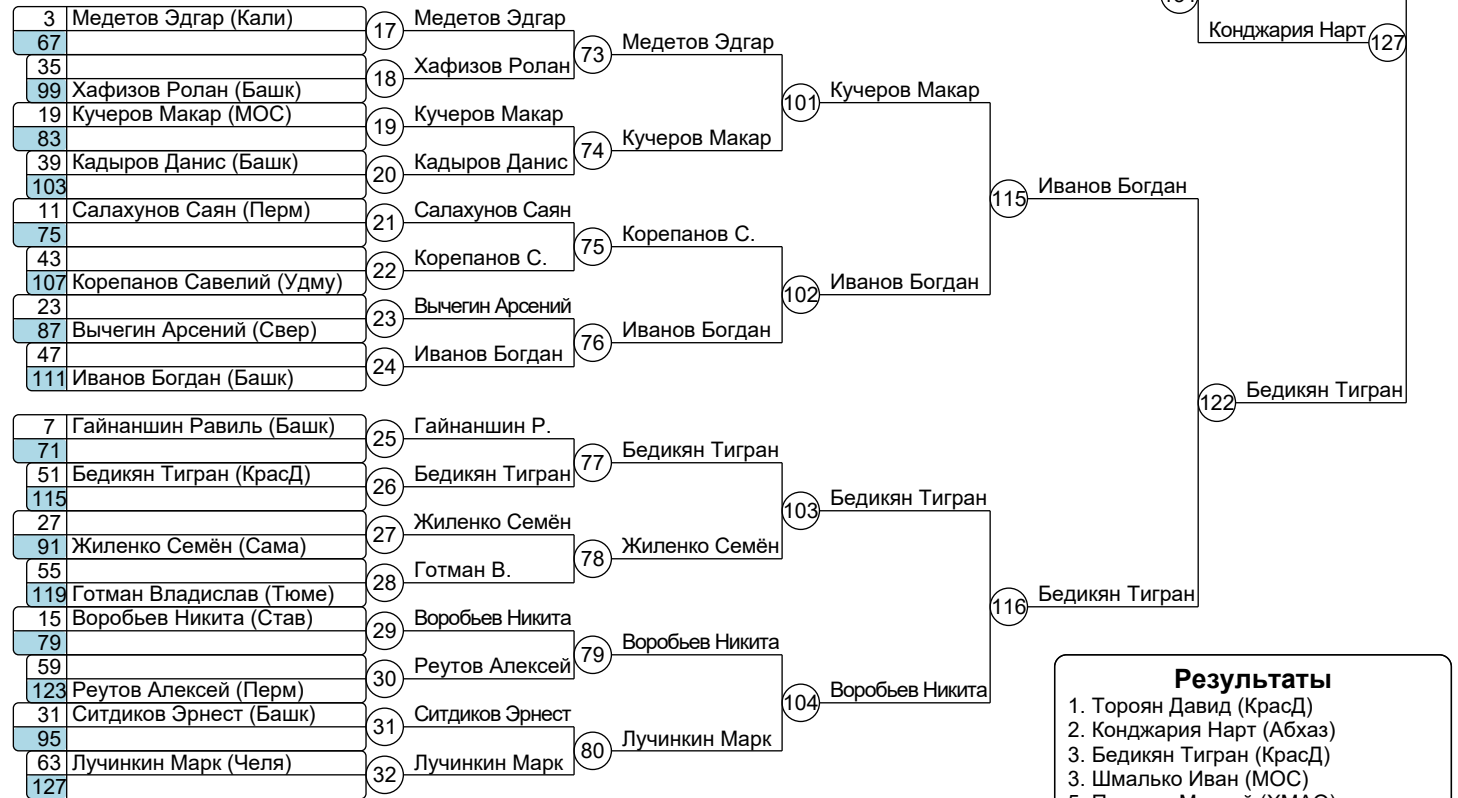 Конджария Нарт 127
3 Медетов Эдгар (Кали)
67
35
99 Хафизов Ролан (Башк)
19 Кучеров Макар (МОС)
83
39 Кадыров Данис (Башк)
103
11 Салахунов Саян (Перм)
75
43
107 Корепанов Савелий (Удму)
23
87 Вычегин Арсений (Свер)
47
111 Иванов Богдан (Башк)
17 Медетов Эдгар
18 Хафизов Ролан
19 Кучеров Макар
20 Кадыров Данис
21 Салахунов Саян
22 Корепанов С.
23 Вычегин Арсений
24 Иванов Богдан
73 Медетов Эдгар
74 Кучеров Макар
75 Корепанов С.
76 Иванов Богдан
101 Кучеров Макар
102 Иванов Богдан
115 Иванов Богдан
122 Бедикян Тигран
7 Гайнаншин Равиль (Башк)
71
51 Бедикян Тигран (КрасД)
115
27
91 Жиленко Семён (Сама)
55
119 Готман Владислав (Тюме)
15 Воробьев Никита (Став)
79
59
123 Реутов Алексей (Перм)
31 Ситдиков Эрнест (Башк)
95
63 Лучинкин Марк (Челя)
127
25 Гайнаншин Р.
26 Бедикян Тигран
27 Жиленко Семён
28 Готман В.
29 Воробьев Никита
30 Реутов Алексей
31 Ситдиков Эрнест
32 Лучинкин Марк
77 Бедикян Тигран
78 Жиленко Семён
79 Воробьев Никита
80 Лучинкин Марк
103 Бедикян Тигран
104 Воробьев Никита
116 Бедикян Тигран
Результаты
1. Тороян Давид (КрасД)
2. Конджария Нарт (Абхаз)
3. Бедикян Тигран (КрасД)
3. Шмалько Иван (МОС)